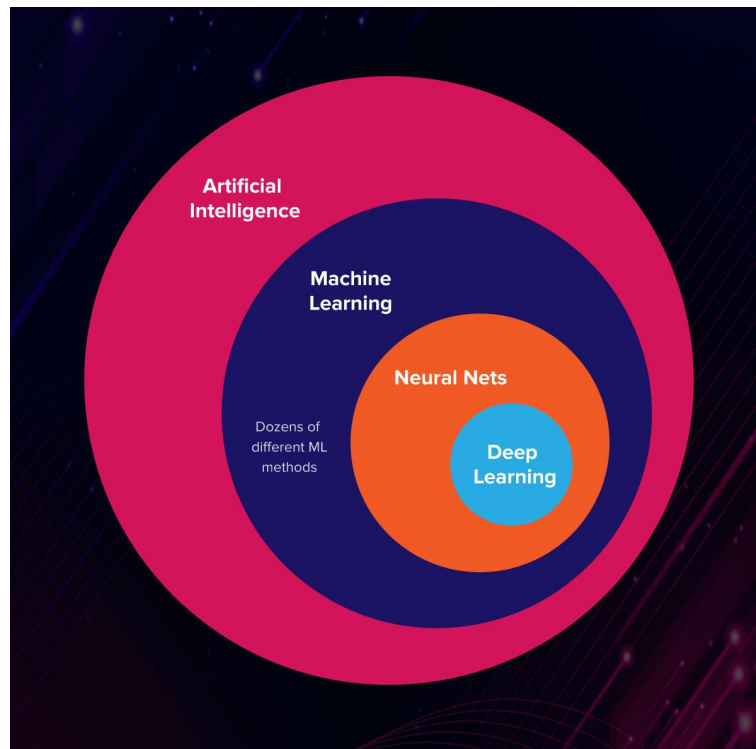 Artificial
Intelligence
Machine
Learning
Neural Nets
Dozens of
different ML
methods
Deep
Learning